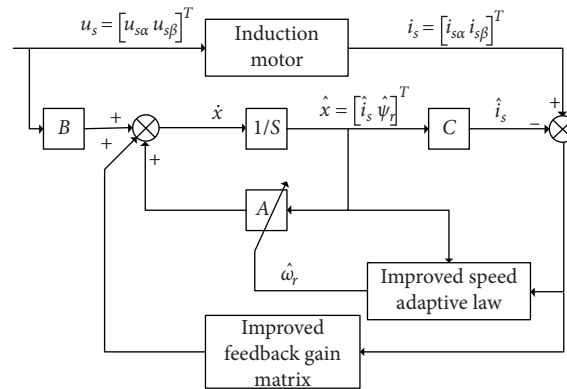 u_s = [u_sα u_sβ]^T
Induction
motor
i_s = [i_sα i_sβ]^T
B
+
+
+
ẋ
1/S
x̂ = [î_s ψ̂_r]^T
C
î_s
+
−
A
ω̂_r
Improved speed
adaptive law
Improved
feedback gain
matrix